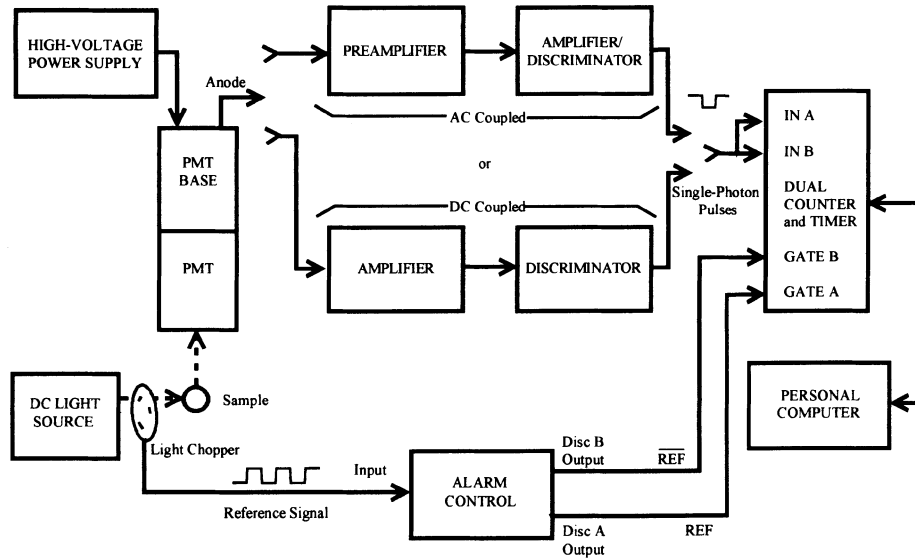 HIGH-VOLTAGE
POWER SUPPLY
Anode
PREAMPLIFIER
AMPLIFIER/
DISCRIMINATOR
AC Coupled
or
DC Coupled
AMPLIFIER
DISCRIMINATOR
Single-Photon
Pulses
IN A
IN B
DUAL
COUNTER
and TIMER
GATE B
GATE A
PMT
BASE
PMT
DC LIGHT
SOURCE
Sample
Light Chopper
Reference Signal
Input
ALARM
CONTROL
Disc B
Output
REF
Disc A
Output
REF
PERSONAL
COMPUTER